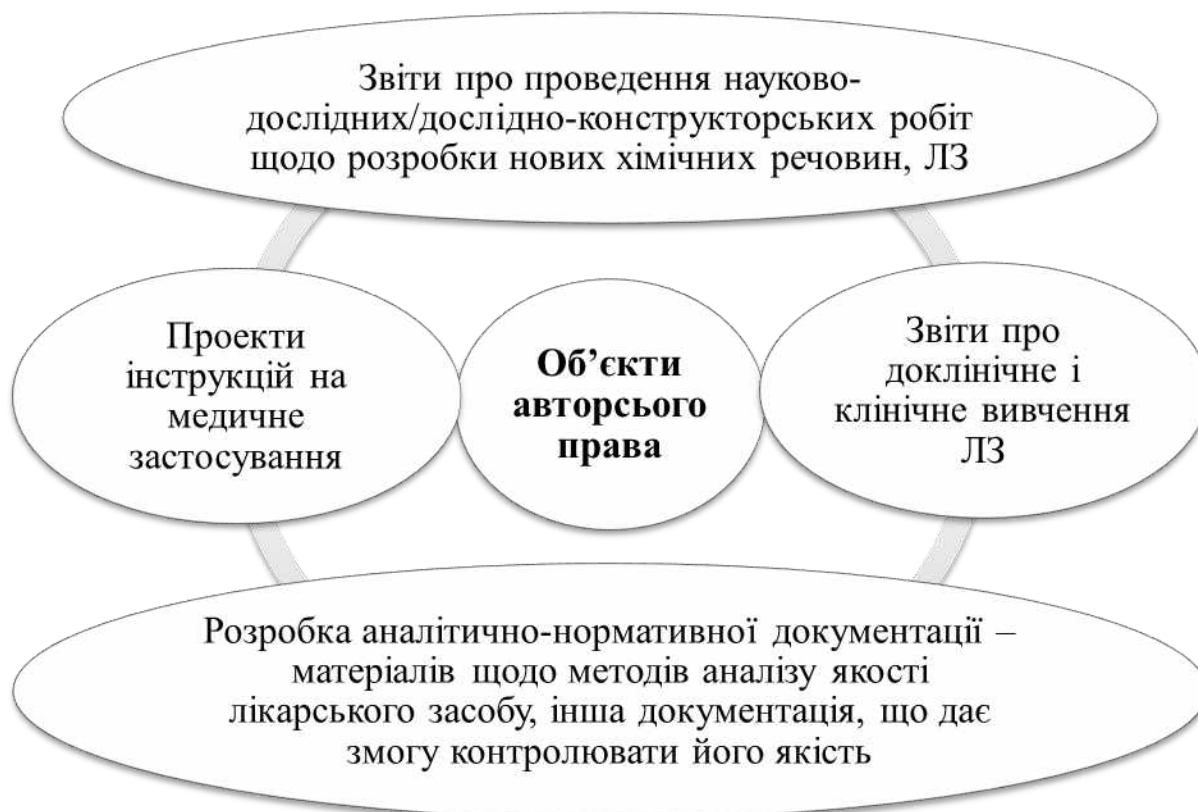 Звіти про проведення науково-
дослідних/дослідно-конструкторських робіт
щодо розробки нових хімічних речовин, ЛЗ
Проекти
інструкцій на
медичне
застосування
Об’єкти
авторсього
права
Звіти про
доклінічне і
клінічне вивчення
ЛЗ
Розробка аналітично-нормативної документації –
матеріалів щодо методів аналізу якості
лікарського засобу, інша документація, що дає
змогу контролювати його якість